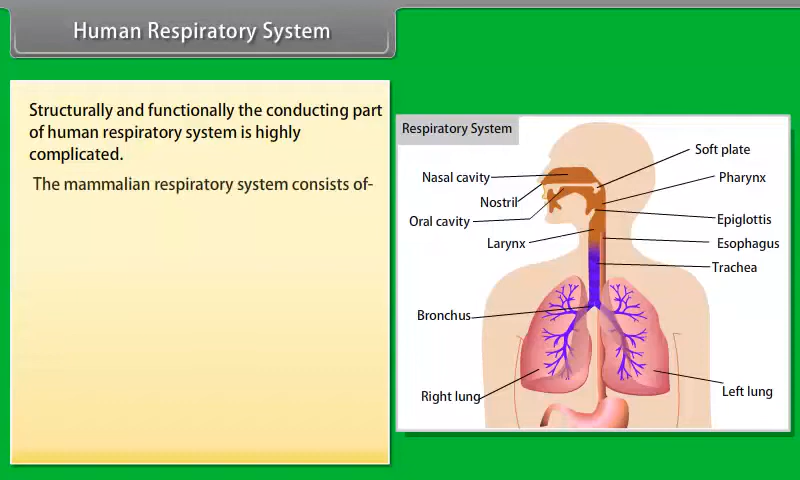 Human Respiratory System
Structurally and functionally the conducting part
of human respiratory system is highly
complicated.
The mammalian respiratory system consists of-
Respiratory System
Soft plate
Nasal cavity
Pharynx
Nostril
Oral cavity
Epiglottis
Larynx
Esophagus
Trachea
Bronchus
Right lung
Left lung